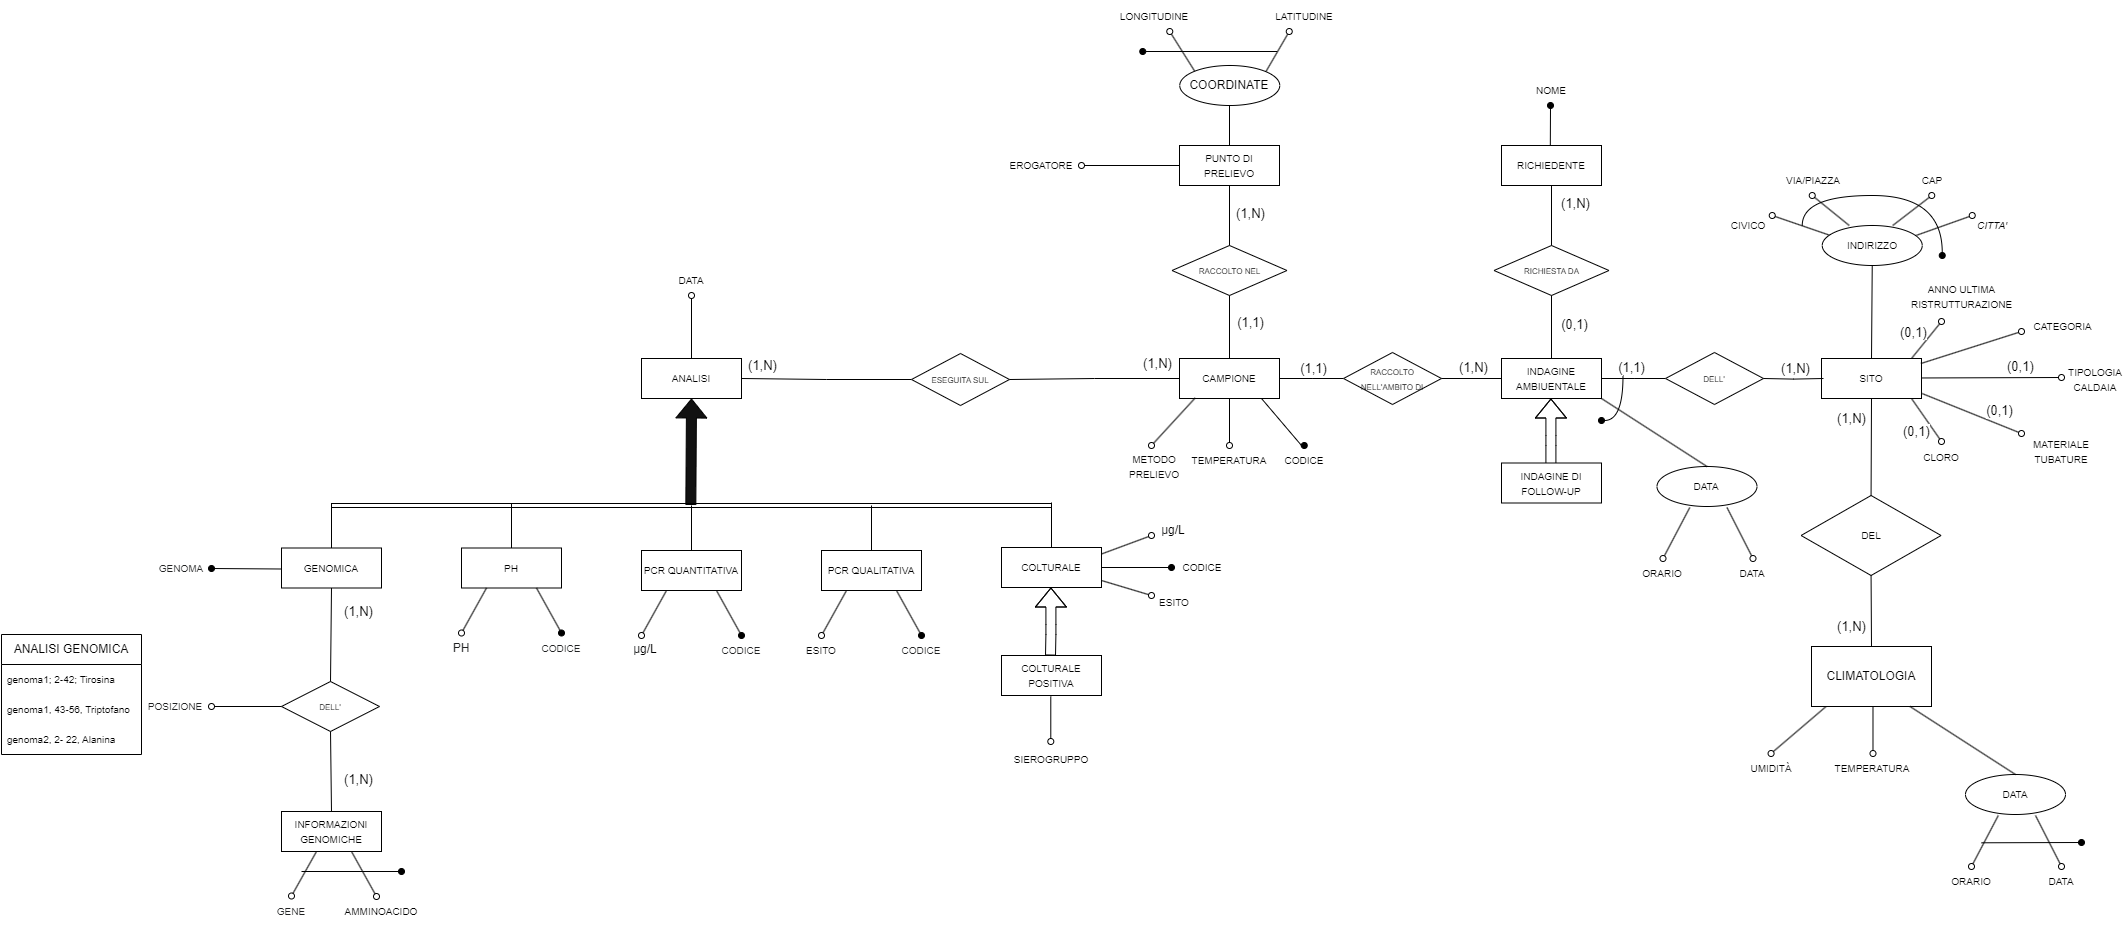 LONGITUDINE
LATITUDINE
COORDINATE
NOME
EROGATORE
PUNTO DI
PRELIEVO
RICHIEDENTE
VIA/PIAZZA
CAP
CIVICO
CITTA'
INDIRIZZO
(1,N)
(1,N)
RACCOLTO NEL
RICHIESTA DA
DATA
ANNO ULTIMA
RISTRUTTURAZIONE
(1,1)
(0,1)
(0,1)
CATEGORIA
ANALISI
(1,N)
ESEGUITA SUL
(1,N)
CAMPIONE
(1,1)
RACCOLTO
NELL'AMBITO DI
(1,N)
INDAGINE
AMBIUENTALE
(1,1)
DELL'
(1,N)
SITO
(0,1)
TIPOLOGIA
CALDAIA
(0,1)
(1,N)
(0,1)
MATERIALE
TUBATURE
CLORO
METODO
PRELIEVO
TEMPERATURA
CODICE
INDAGINE DI
FOLLOW-UP
DATA
ORARIO
DATA
DEL
GENOMA
GENOMICA
PH
PCR QUANTITATIVA
PCR QUALITATIVA
COLTURALE
µg/L
CODICE
ESITO
(1,N)
PH
CODICE
µg/L
CODICE
ESITO
CODICE
COLTURALE
POSITIVA
SIEROGRUPPO
ANALISI GENOMICA
genoma1; 2-42; Tirosina
genoma1, 43-56, Triptofano
genoma2, 2- 22, Alanina
POSIZIONE
DELL'
(1,N)
INFORMAZIONI
GENOMICHE
GENE
AMMINOACIDO
(1,N)
CLIMATOLOGIA
UMIDITÀ
TEMPERATURA
DATA
ORARIO
DATA